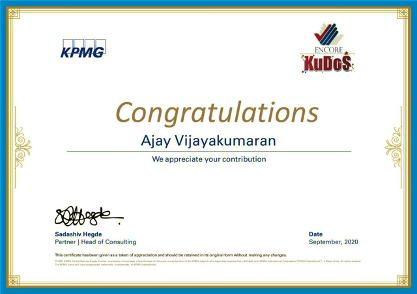 KPMG
ENCORE
KuDoS
Congratulations
Ajay Vijayakumaran
We appreciate your contribution
Sadashiv Hegde
Partner | Head of Consulting
Date
September, 2020
This certificate has been given as a token of appreciation and should be retained in its original form without making any changes.